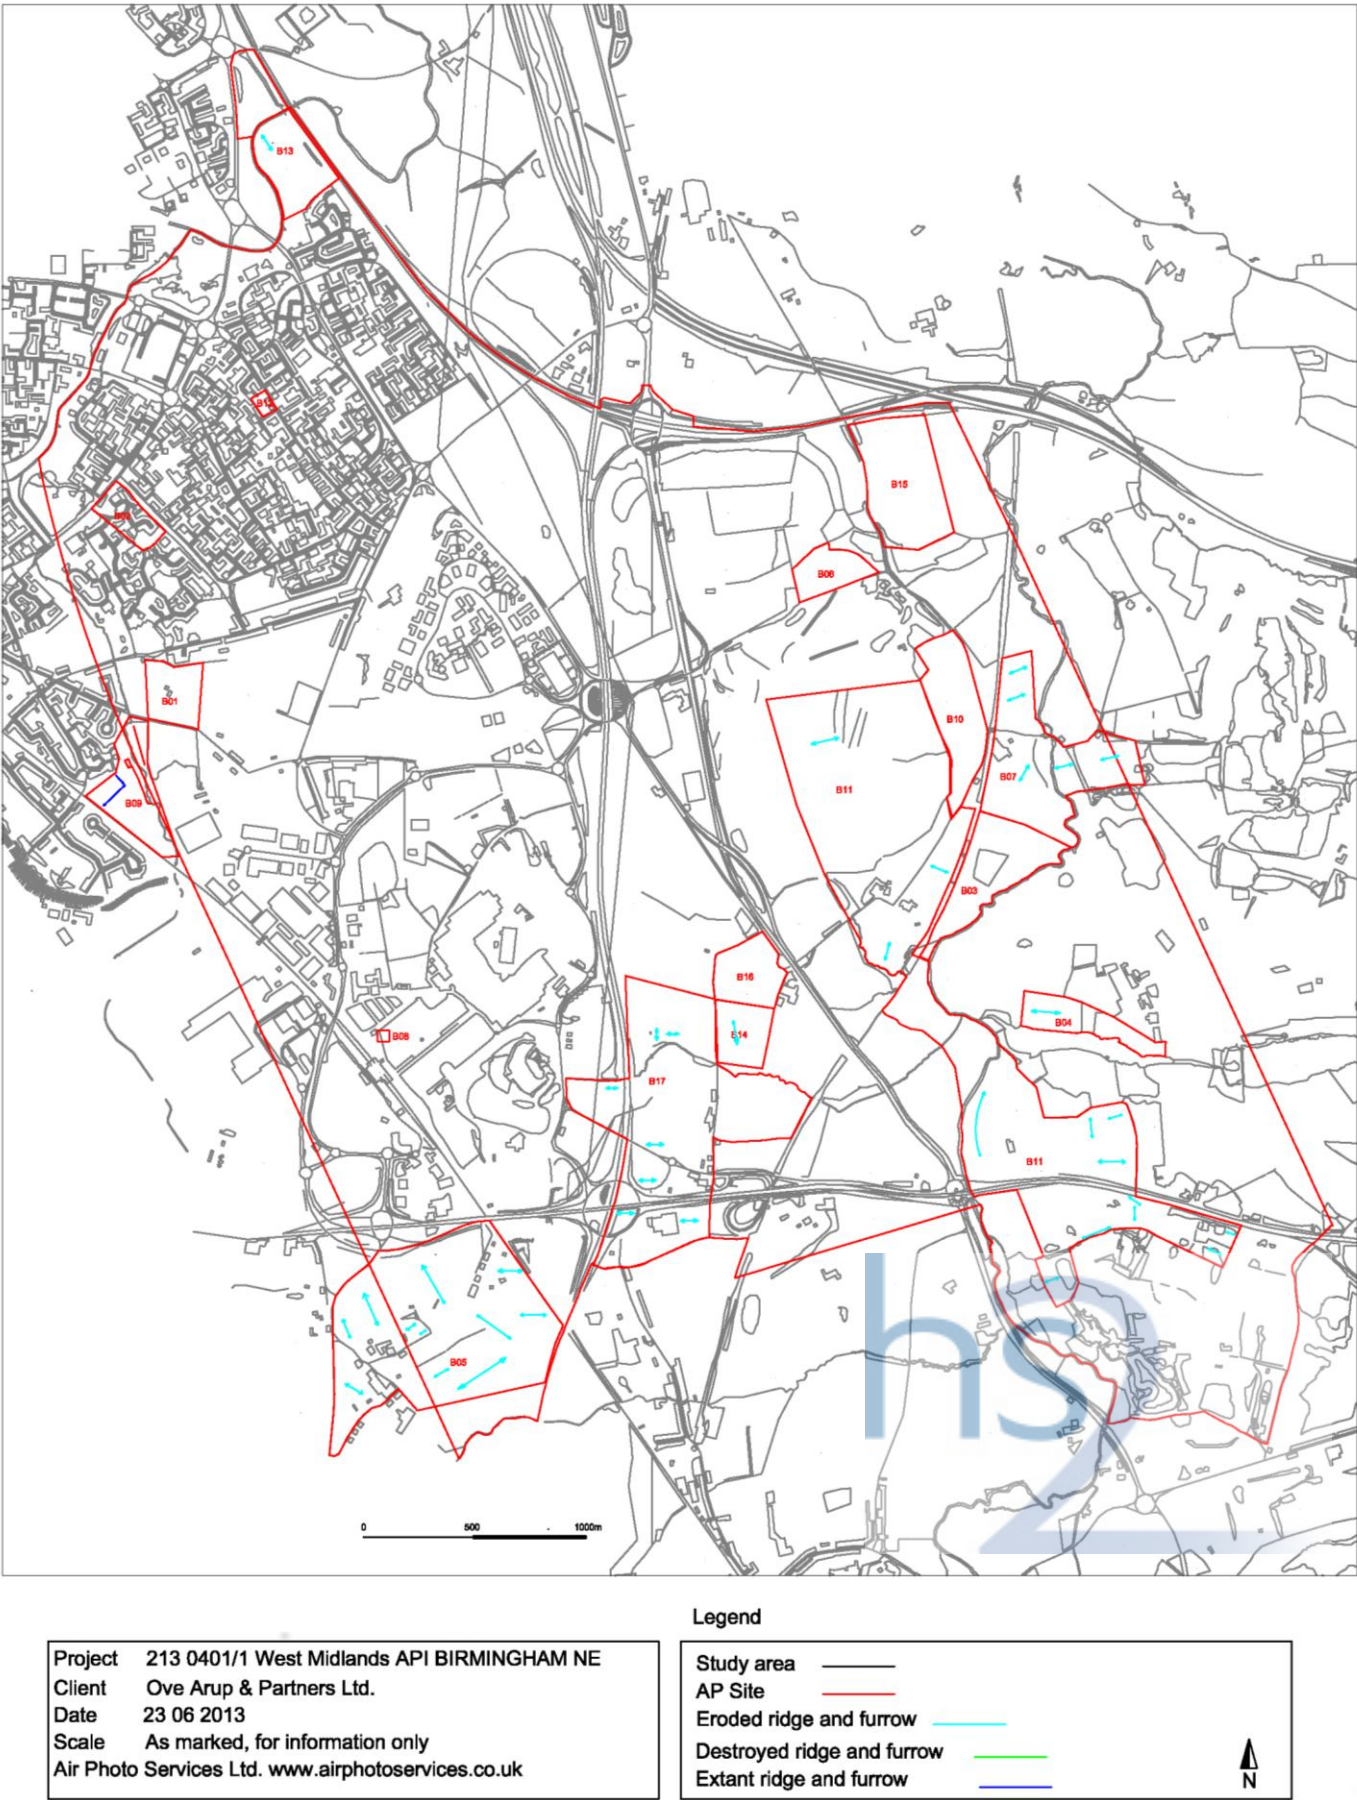 B13
B12
B02
B15
B06
B01
B10
B07
B09
B11
B03
B16
B04
B08
B14
B17
B11
B05
hs2
0 500 1000m
Legend
Project 213 0401/1 West Midlands API BIRMINGHAM NE
Client Ove Arup & Partners Ltd.
Date 23 06 2013
Scale As marked, for information only
Air Photo Services Ltd. www.airphotoservices.co.uk
Study area
AP Site
Eroded ridge and furrow
Destroyed ridge and furrow
Extant ridge and furrow
N